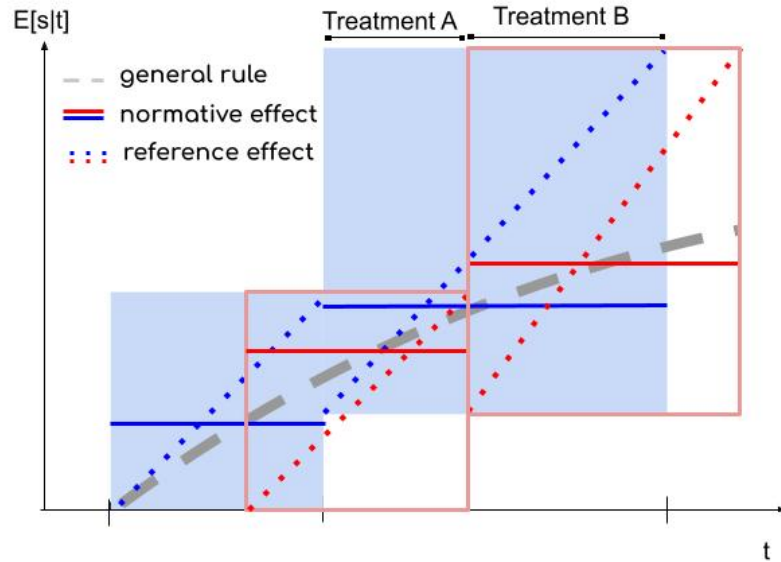 E[s|t]
Treatment A
Treatment B
general rule
normative effect
reference effect
t